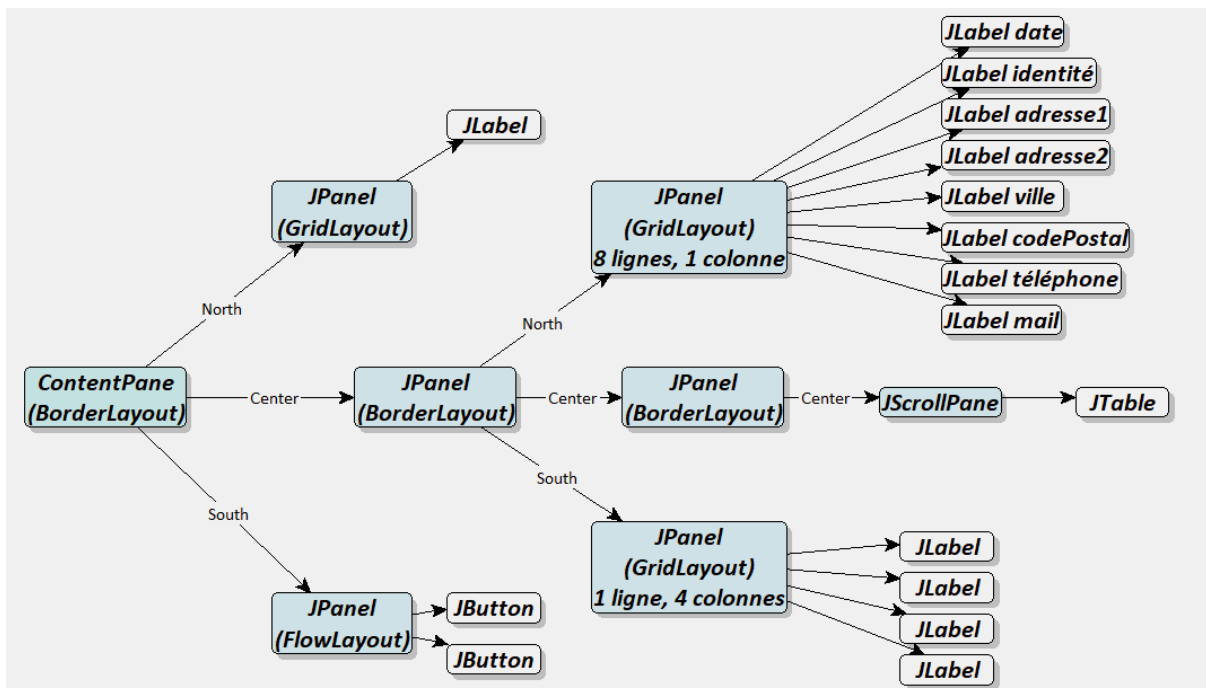 JLabel date
JLabel identité
JLabel adresse1
JLabel
JLabel adresse2
JPanel
(GridLayout)
JPanel
(GridLayout)
8 lignes, 1 colonne
JLabel ville
JLabel codePostal
JLabel téléphone
JLabel mail
North
North
ContentPane
(BorderLayout)
Center
JPanel
(BorderLayout)
Center
JPanel
(BorderLayout)
Center
JScrollPane
JTable
South
South
JPanel
(GridLayout)
1 ligne, 4 colonnes
JLabel
JLabel
JLabel
JLabel
JPanel
(FlowLayout)
JButton
JButton